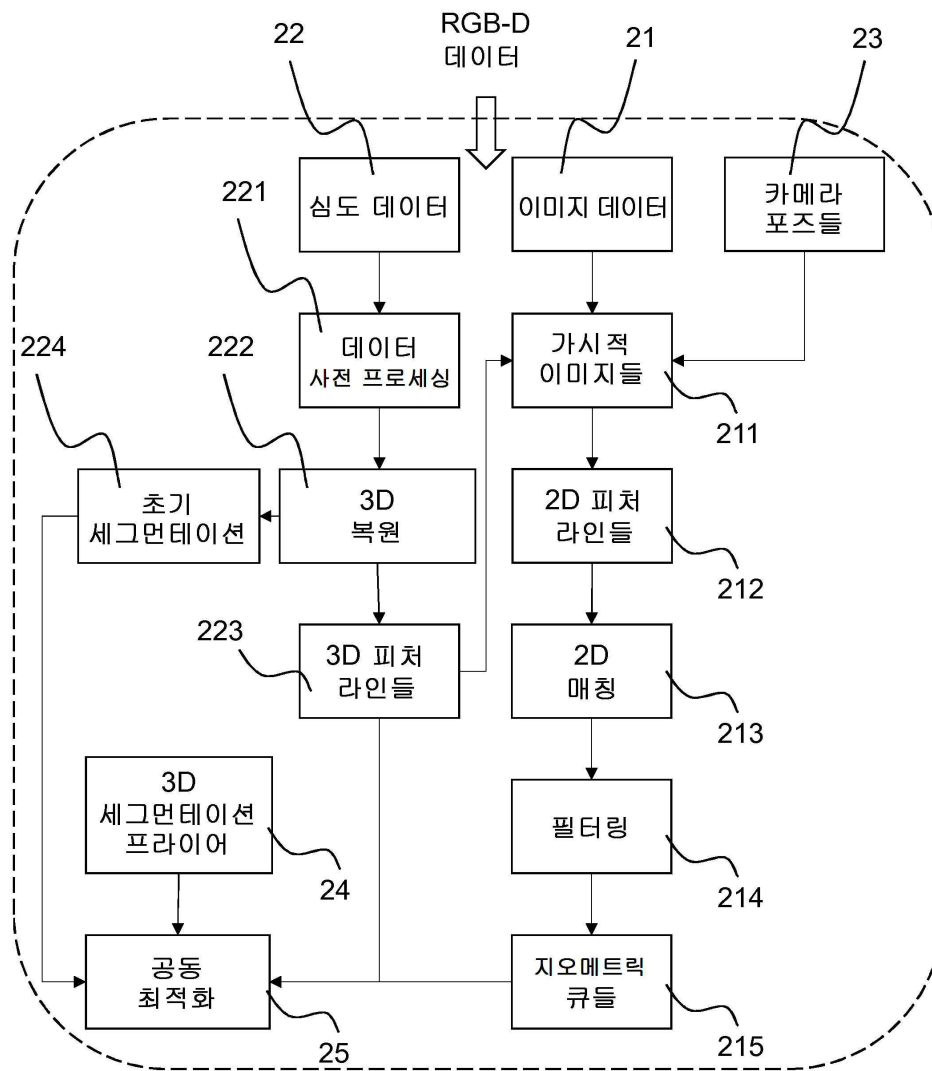 RGB-D
데이터
22
21
23
심도 데이터
이미지 데이터
카메라
포즈들
221
데이터
사전 프로세싱
가시적
이미지들
224
222
211
초기
세그먼테이션
3D
복원
2D 피처
라인들
212
223
3D 피처
라인들
2D
매칭
213
3D
세그먼테이션
프라이어
필터링
24
214
공동
최적화
지오메트릭
큐들
25
215